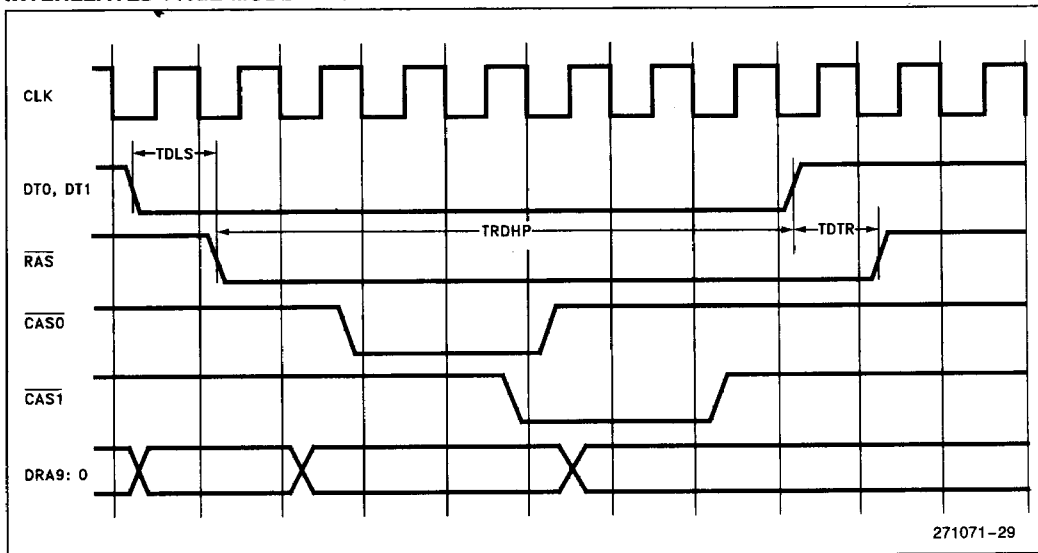 CLK
TDLS
DT0, DT1
TRDHP
TDTR
RAS
CAS0
CAS1
DRA9: 0
271071-29